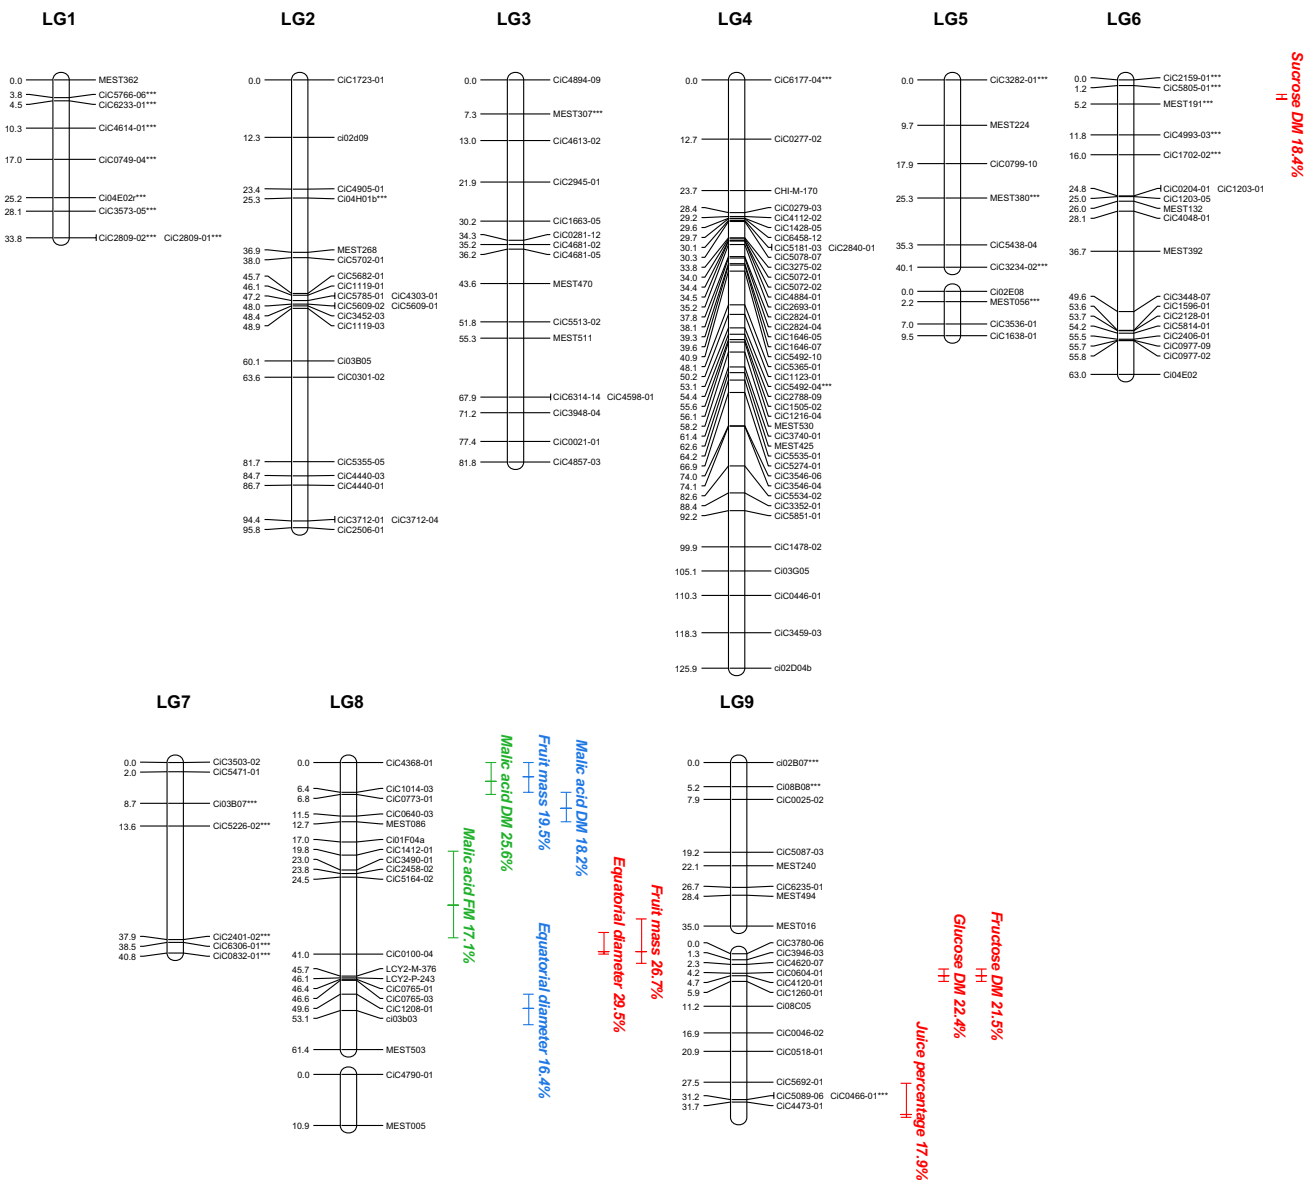 LG1
LG2
LG3
LG4
LG5
LG6
0.0 MEST362
3.8 CiC5766-06***
4.5 CiC6233-01***
10.3 CiC4614-01***
17.0 CiC0749-04***
25.2 Ci04E02r***
28.1 CiC3573-05***
33.8 CiC2809-02*** CiC2809-01***
0.0 CiC1723-01
12.3 ci02d09
23.4 CiC4905-01
25.3 Ci04H01b***
36.9 MEST268
38.0 CiC5702-01
45.7 CiC5682-01
46.1 CiC1119-01
47.2 CiC5785-01 CiC4303-01
48.0 CiC5609-02 CiC5609-01
48.4 CiC3452-03
48.9 CiC1119-03
60.1 Ci03B05
63.6 CiC0301-02
81.7 CiC5355-05
84.7 CiC4440-03
86.7 CiC4440-01
94.4 CiC3712-01 CiC3712-04
95.8 CiC2506-01
0.0 CiC4894-09
7.3 MEST307***
13.0 CiC4613-02
21.9 CiC2945-01
30.2 CiC1663-05
34.3 CiC0281-12
35.2 CiC4681-02
36.2 CiC4681-05
43.6 MEST470
51.8 CiC5513-02
55.3 MEST511
67.9 CiC6314-14 CiC4598-01
71.2 CiC3948-04
77.4 CiC0021-01
81.8 CiC4857-03
0.0 CiC6177-04***
12.7 CiC0277-02
23.7 CHI-M-170
28.4 CiC0279-03
29.2 CiC4112-02
29.6 CiC1428-05
29.7 CiC6458-12
30.1 CiC5181-03 CiC2840-01
30.3 CiC5078-07
33.8 CiC3275-02
34.0 CiC5072-01
34.4 CiC5072-02
34.5 CiC4884-01
35.2 CiC2693-01
37.8 CiC2824-01
38.1 CiC2824-04
39.3 CiC1646-05
39.6 CiC1646-07
40.9 CiC5492-10
48.1 CiC5365-01
50.2 CiC1123-01
53.1 CiC5492-04***
54.4 CiC2788-09
55.6 CiC1505-02
56.1 CiC1216-04
58.2 MEST530
61.4 CiC3740-01
62.6 MEST425
64.2 CiC5535-01
66.9 CiC5274-01
74.0 CiC3546-06
74.1 CiC3546-04
82.6 CiC5534-02
88.4 CiC3352-01
92.2 CiC5851-01
99.9 CiC1478-02
105.1 Ci03G05
110.3 CiC0446-01
118.3 CiC3459-03
125.9 ci02D04b
0.0 CiC3282-01***
9.7 MEST224
17.9 CiC0799-10
25.3 MEST380***
35.3 CiC5438-04
40.1 CiC3234-02***
0.0 Ci02E08
2.2 MEST056***
7.0 CiC3536-01
9.5 CiC1638-01
0.0 CiC2159-01***
1.2 CiC5805-01***
5.2 MEST191***
11.8 CiC4993-03***
16.0 CiC1702-02***
24.8 CiC0204-01 CiC1203-01
25.0 CiC1203-05
26.0 MEST132
28.1 CiC4048-01
36.7 MEST392
49.6 CiC3448-07
53.6 CiC1596-01
53.7 CiC2128-01
54.2 CiC5814-01
55.5 CiC2406-01
55.7 CiC0977-09
55.8 CiC0977-02
63.0 Ci04E02
Sucrose DM 18.4%
LG7
LG8
LG9
0.0 CiC3503-02
2.0 CiC5471-01
8.7 Ci03B07***
13.6 CiC5226-02***
37.9 CiC2401-02***
38.5 CiC6306-01***
40.8 CiC0832-01***
0.0 CiC4368-01
6.4 CiC1014-03
6.8 CiC0773-01
11.5 CiC0640-03
12.7 MEST086
17.0 Ci01F04a
19.8 CiC1412-01
23.0 CiC3490-01
23.8 CiC2458-02
24.5 CiC5164-02
41.0 CiC0100-04
45.7 LCY2-M-376
46.1 LCY2-P-243
46.4 CiC0765-01
46.6 CiC0765-03
49.6 CiC1208-01
53.1 ci03b03
61.4 MEST503
0.0 CiC4790-01
10.9 MEST005
Malic acid FM 17.1%
Malic acid DM 25.6%
Fruit mass 19.5%
Equatorial diameter 16.4%
Malic acid DM 18.2%
Equatorial diameter 29.5%
Fruit mass 26.7%
0.0 ci02B07***
5.2 Ci08B08***
7.9 CiC0025-02
19.2 CiC5087-03
22.1 MEST240
26.7 CiC6235-01
28.4 MEST494
35.0 MEST016
0.0 CiC3780-06
1.3 CiC3946-03
2.3 CiC4620-07
4.2 CiC0604-01
4.7 CiC4120-01
5.9 CiC1260-01
11.2 Ci08C05
16.9 CiC0046-02
20.9 CiC0518-01
27.5 CiC5692-01
31.2 CiC5089-06 CiC0466-01***
31.7 CiC4473-01
Juice percentage 17.9%
Glucose DM 22.4%
Fructose DM 21.5%